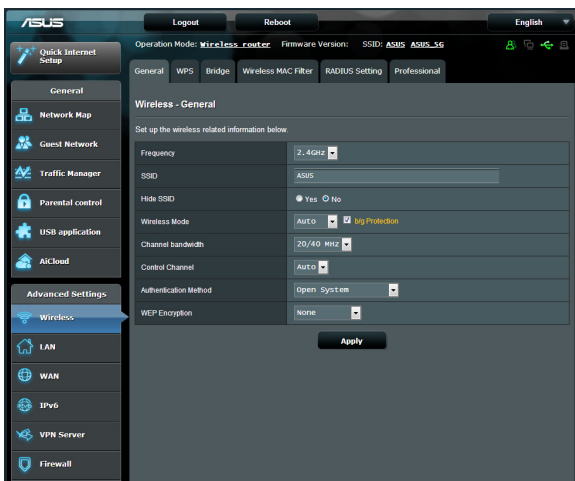 ASUS
Logout
Reboot
English
Quick Internet
Setup
Operation Mode: Wireless router Firmware Version: SSID: ASUS ASUS_5G
General
WPS
Bridge
Wireless MAC Filter
RADIUS Setting
Professional
General
Network Map
Guest Network
Traffic Manager
Parental control
USB application
AiCloud
Advanced Settings
Wireless
LAN
WAN
IPv6
VPN Server
Firewall
Wireless - General
Set up the wireless related information below.
Frequency 2.4GHz
SSID ASUS
Hide SSID Yes No
Wireless Mode Auto b/g Protection
Channel bandwidth 20/40 MHz
Control Channel Auto
Authentication Method Open System
WEP Encryption None
Apply